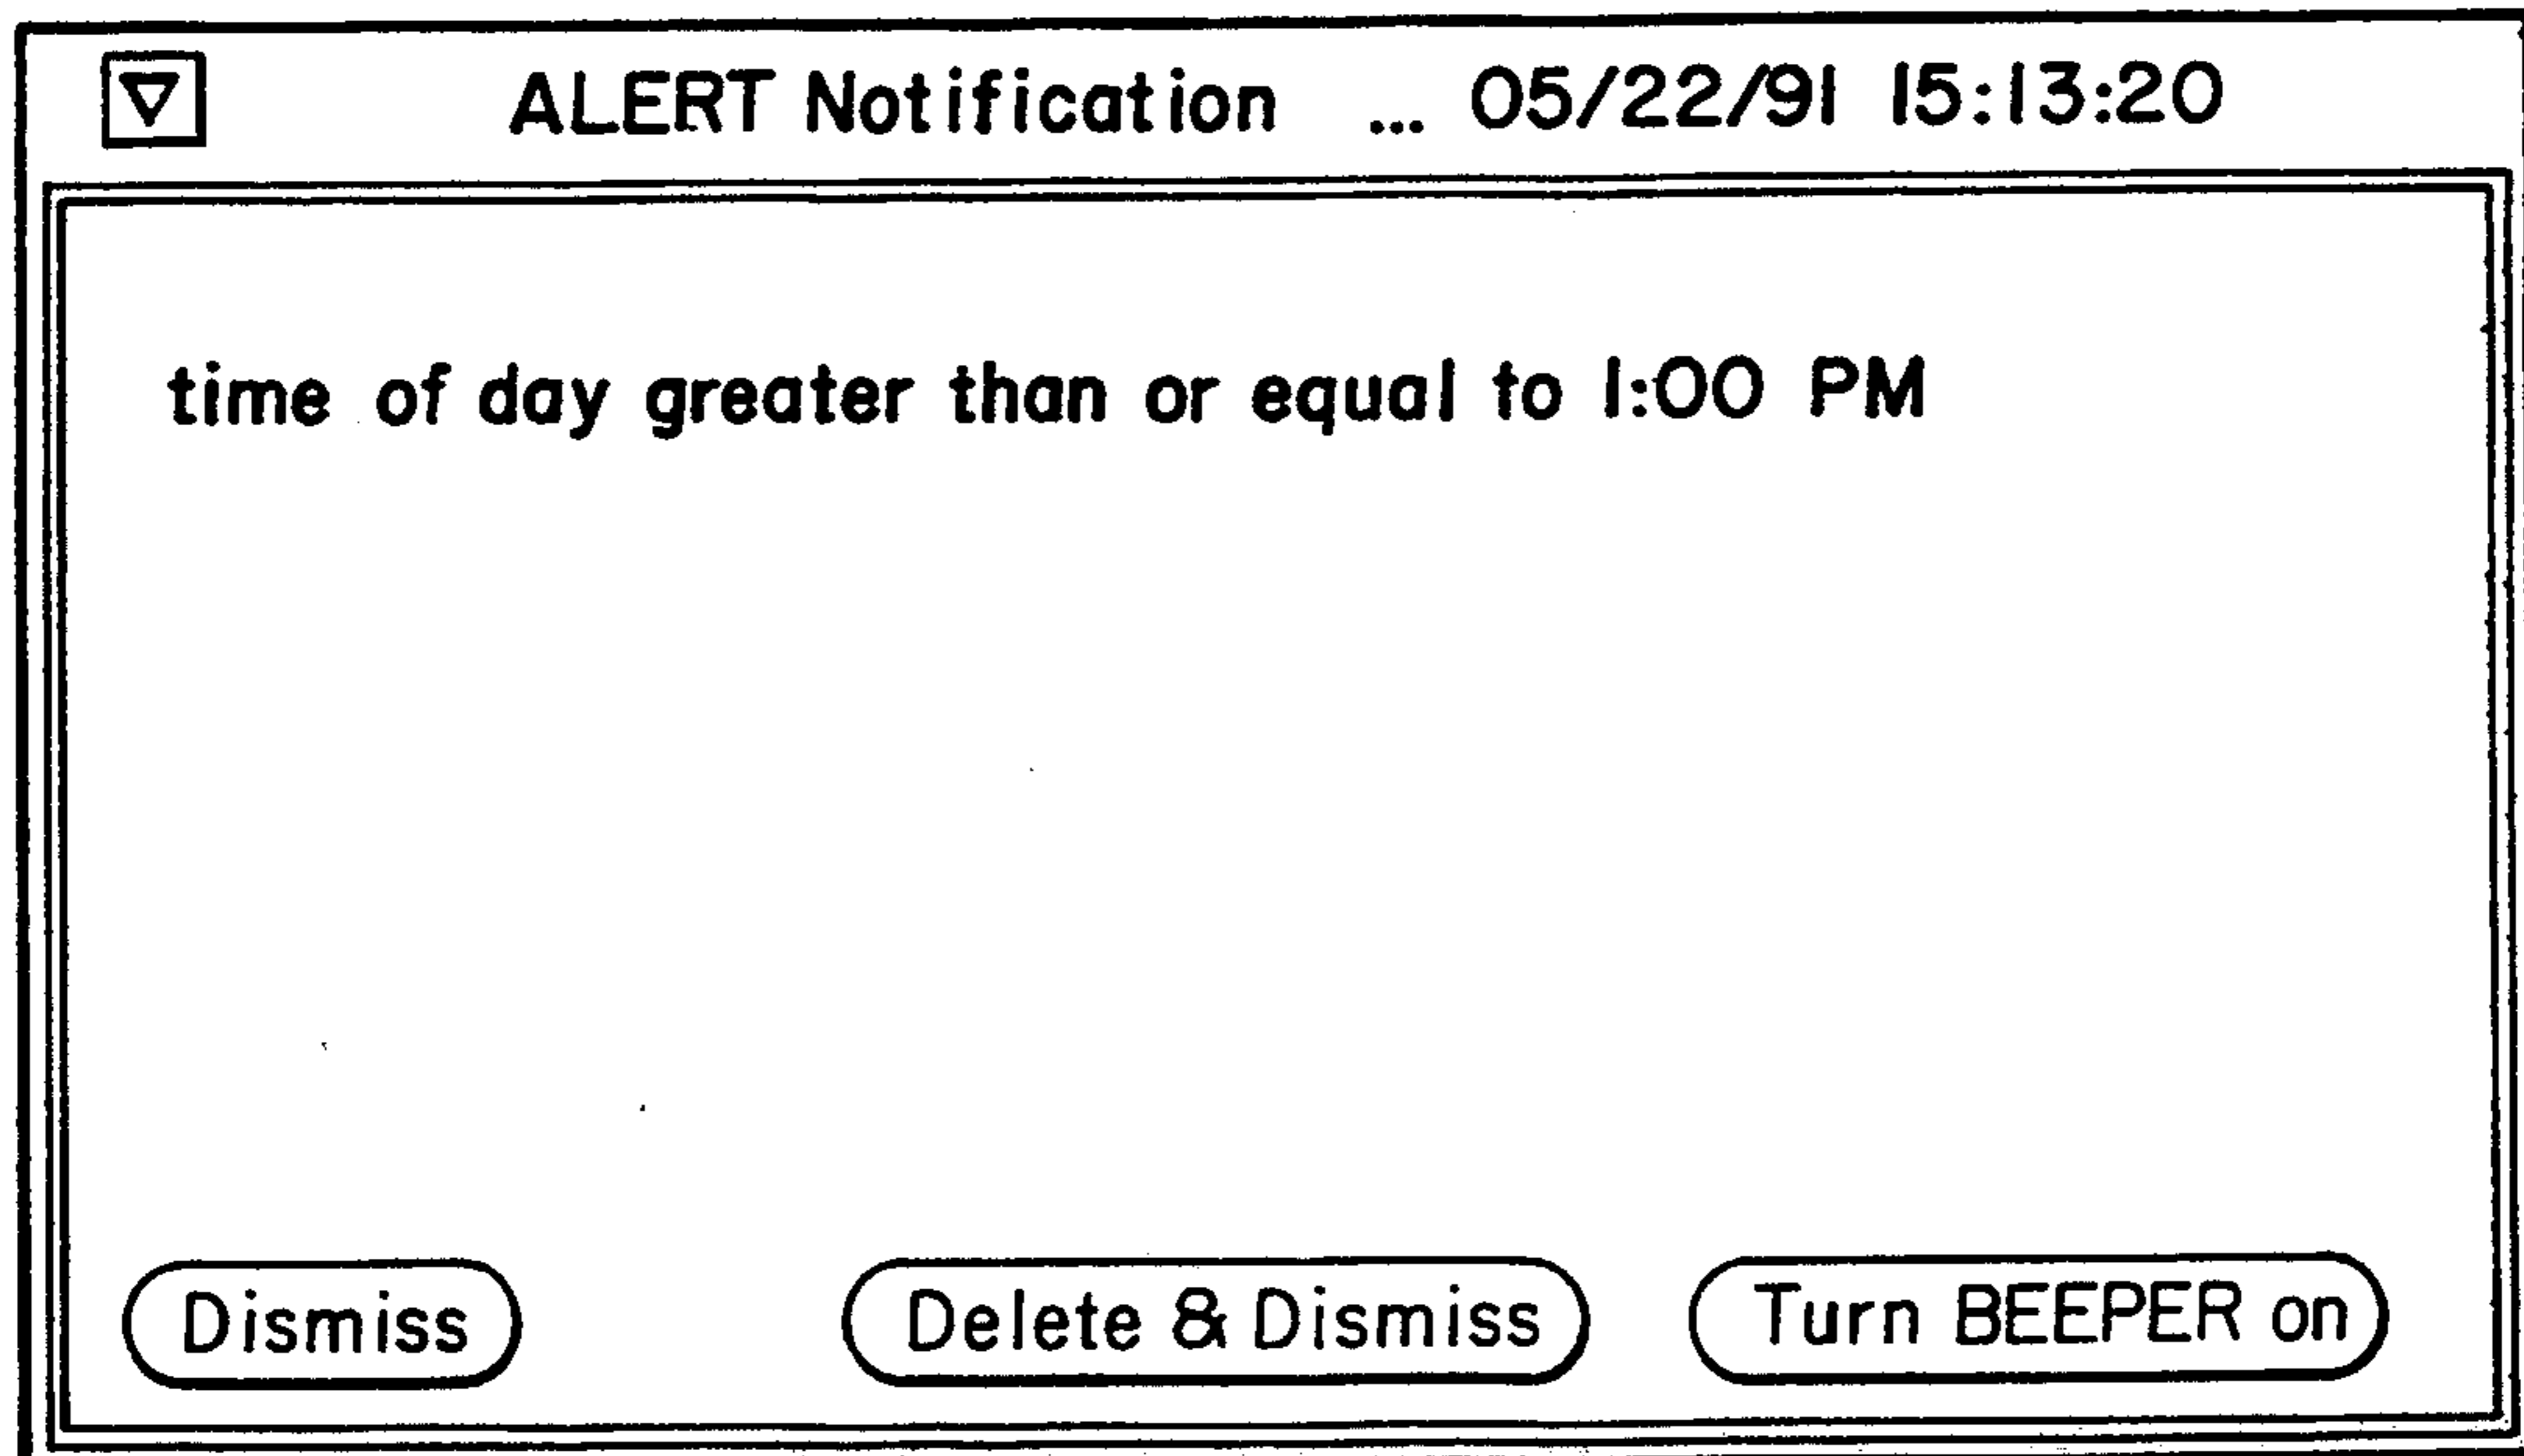 ALERT Notification ... 05/22/91 15:13:20
time of day greater than or equal to 1:00 PM
Dismiss Delete & Dismiss Turn BEEPER on